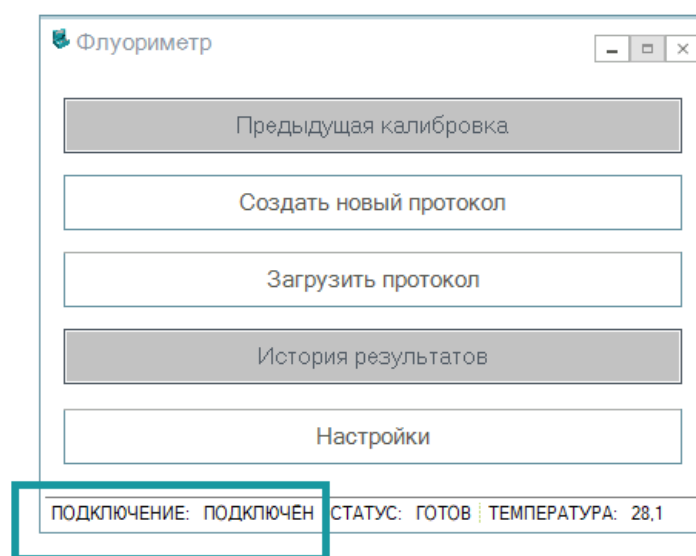 Флуориметр
Предыдущая калибровка
Создать новый протокол
Загрузить протокол
История результатов
Настройки
ПОДКЛЮЧЕНИЕ: ПОДКЛЮЧЁН СТАТУС: ГОТОВ ТЕМПЕРАТУРА: 28,1